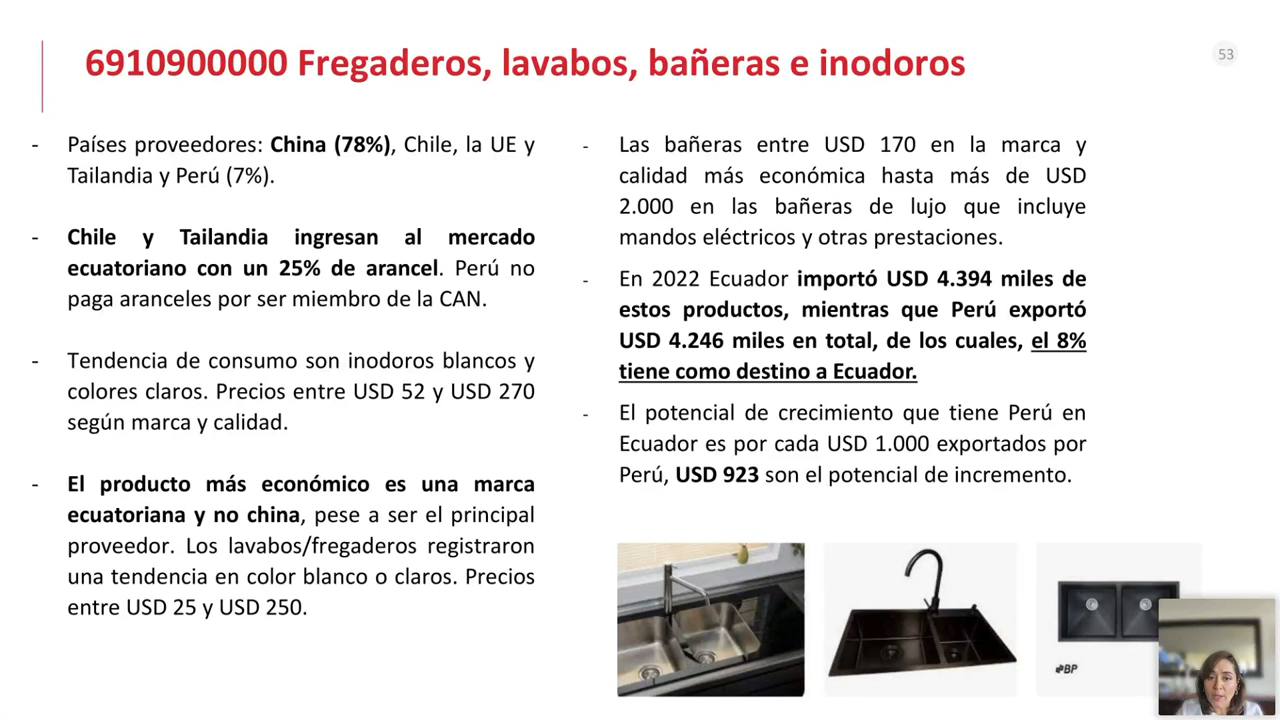 6910900000 Fregaderos, lavabos, bañeras e inodoros
53
- Países proveedores: China (78%), Chile, la UE y
Tailandia y Perú (7%).
- Chile y Tailandia ingresan al mercado
ecuatoriano con un 25% de arancel. Perú no
paga aranceles por ser miembro de la CAN.
- Tendencia de consumo son inodoros blancos y
colores claros. Precios entre USD 52 y USD 270
según marca y calidad.
- El producto más económico es una marca
ecuatoriana y no china, pese a ser el principal
proveedor. Los lavabos/fregaderos registraron
una tendencia en color blanco o claros. Precios
entre USD 25 y USD 250.
- Las bañeras entre USD 170 en la marca y
calidad más económica hasta más de USD
2.000 en las bañeras de lujo que incluye
mandos eléctricos y otras prestaciones.
- En 2022 Ecuador importó USD 4.394 miles de
estos productos, mientras que Perú exportó
USD 4.246 miles en total, de los cuales, el 8%
tiene como destino a Ecuador.
- El potencial de crecimiento que tiene Perú en
Ecuador es por cada USD 1.000 exportados por
Perú, USD 923 son el potencial de incremento.
BP